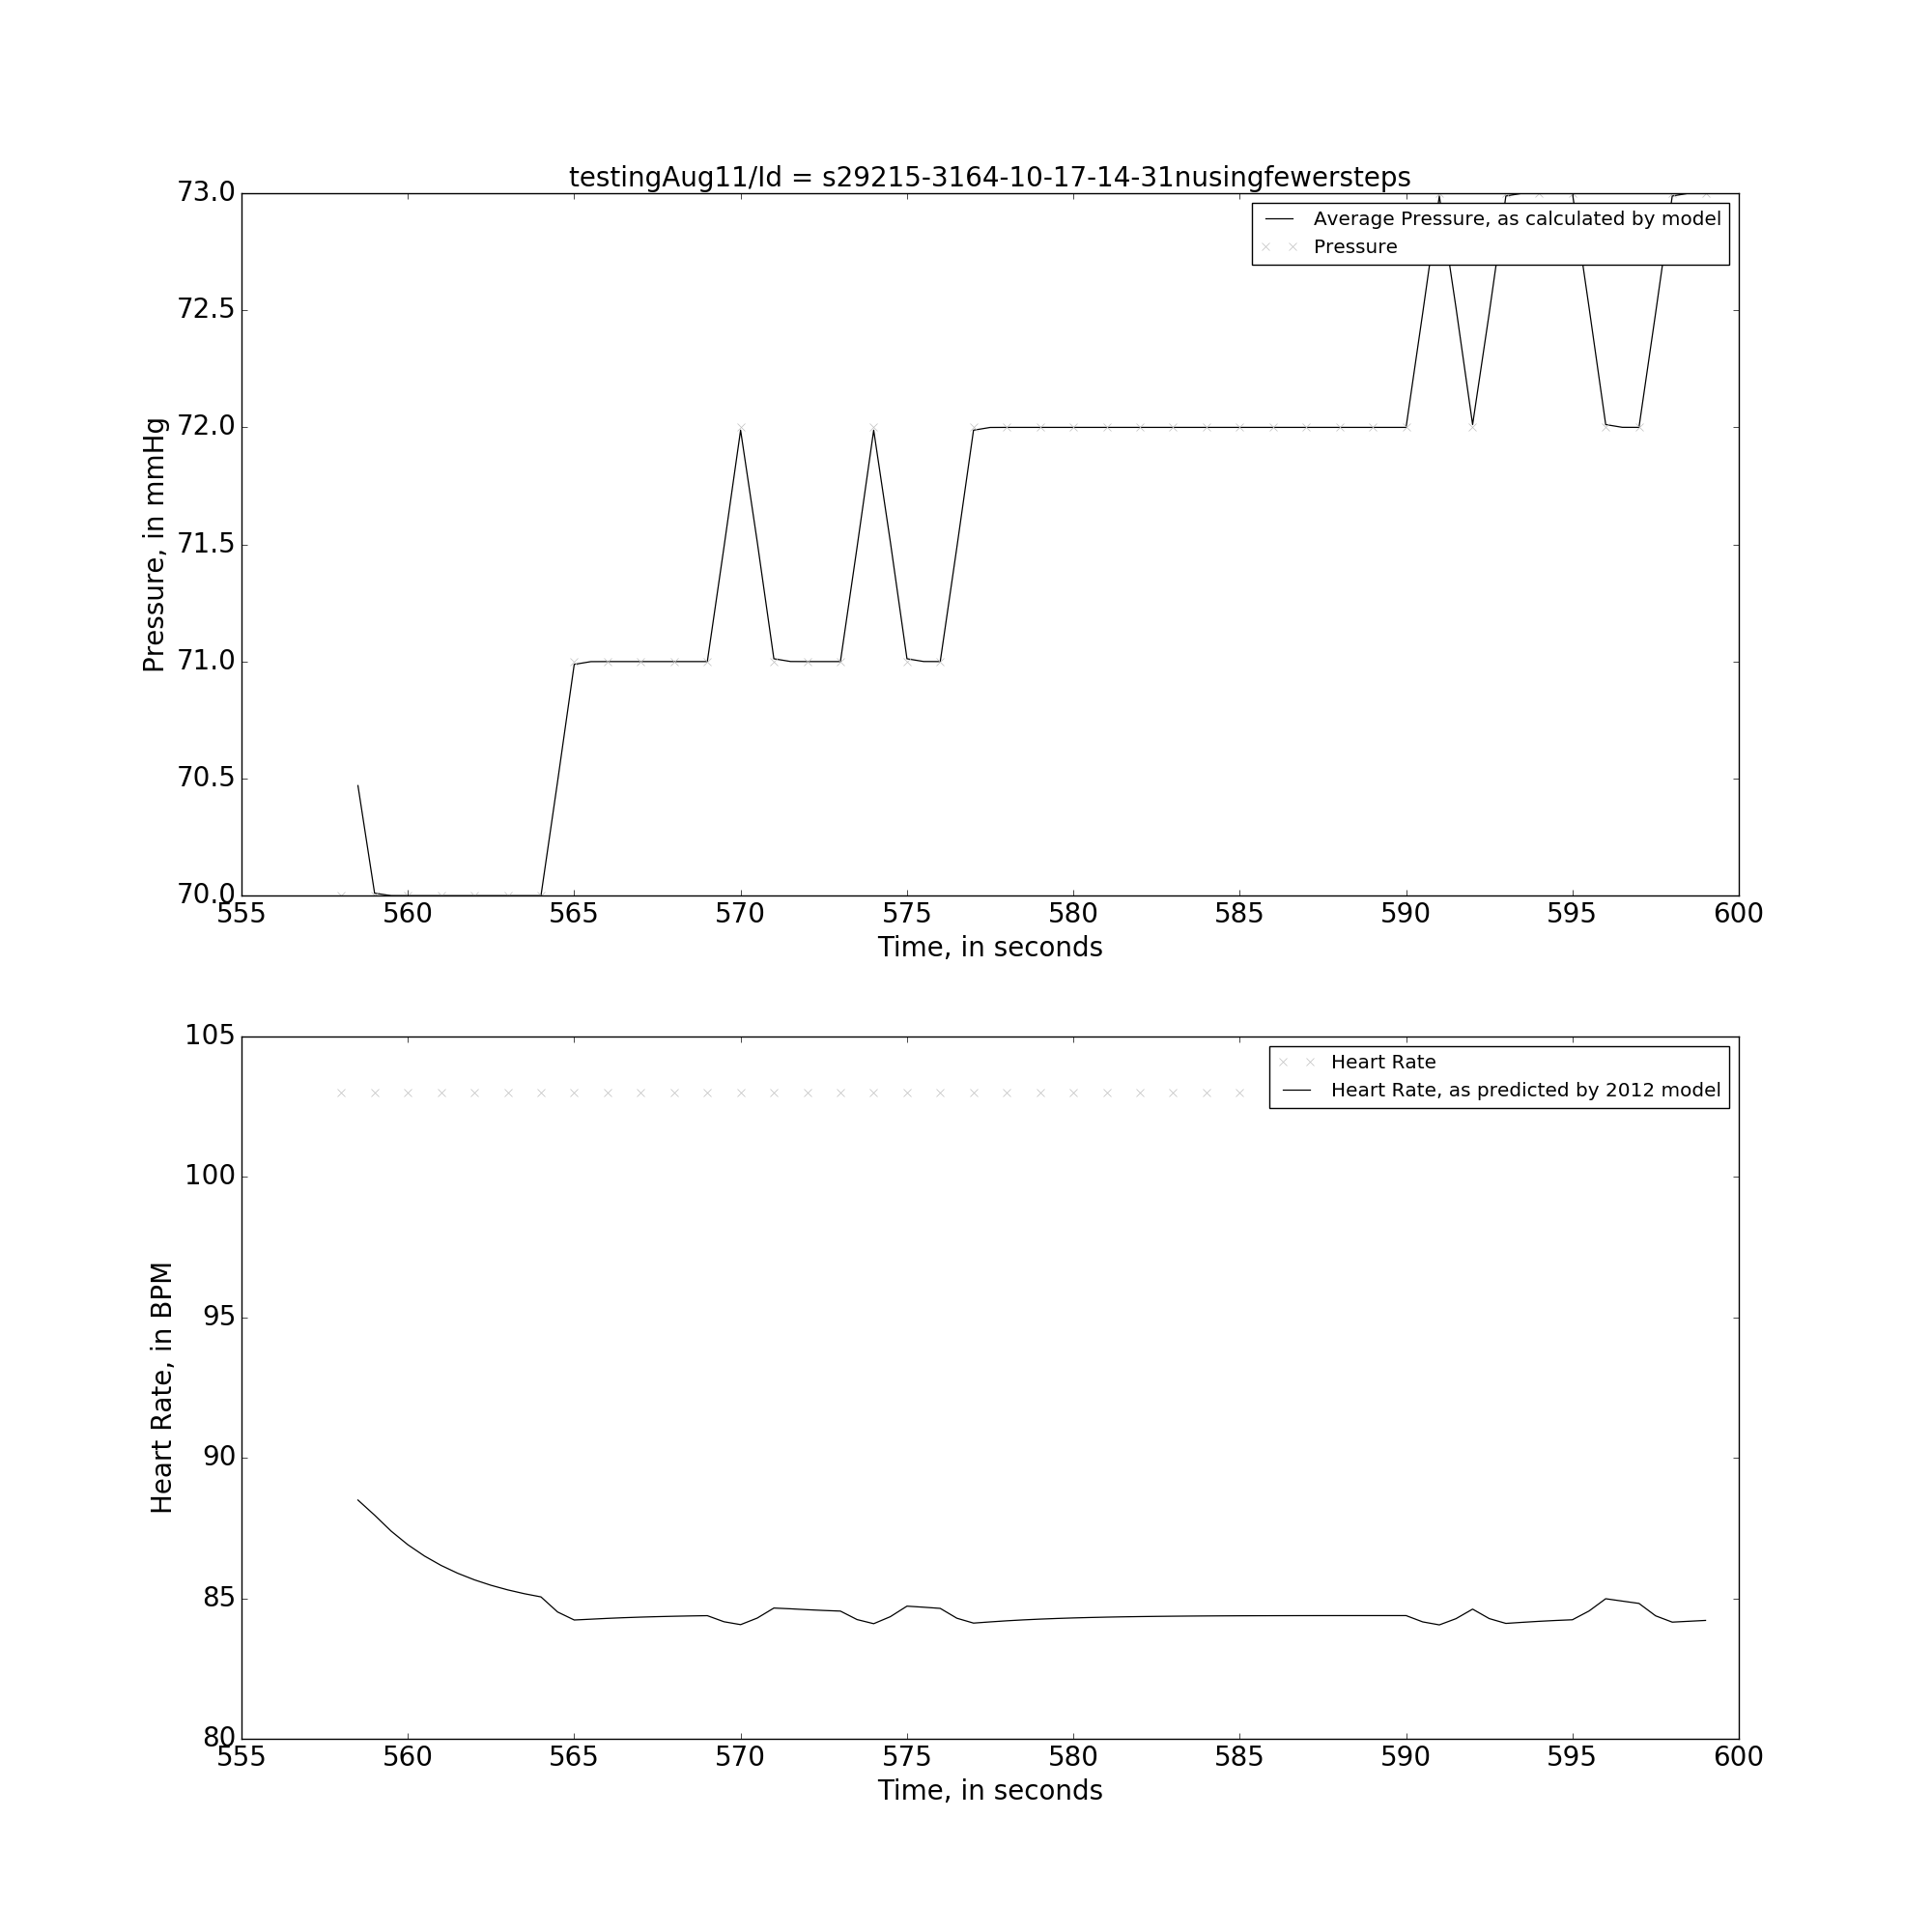 testingAug11/Id = s29215-3164-10-17-14-31nusingfewersteps
73.0
72.5
72.0
71.5
71.0
70.5
70.0
Pressure, in mmHg
Average Pressure, as calculated by model
Pressure
555 560 565 570 575 580 585 590 595 600
Time, in seconds
105
100
95
90
85
80
Heart Rate, in BPM
Heart Rate
Heart Rate, as predicted by 2012 model
555 560 565 570 575 580 585 590 595 600
Time, in seconds